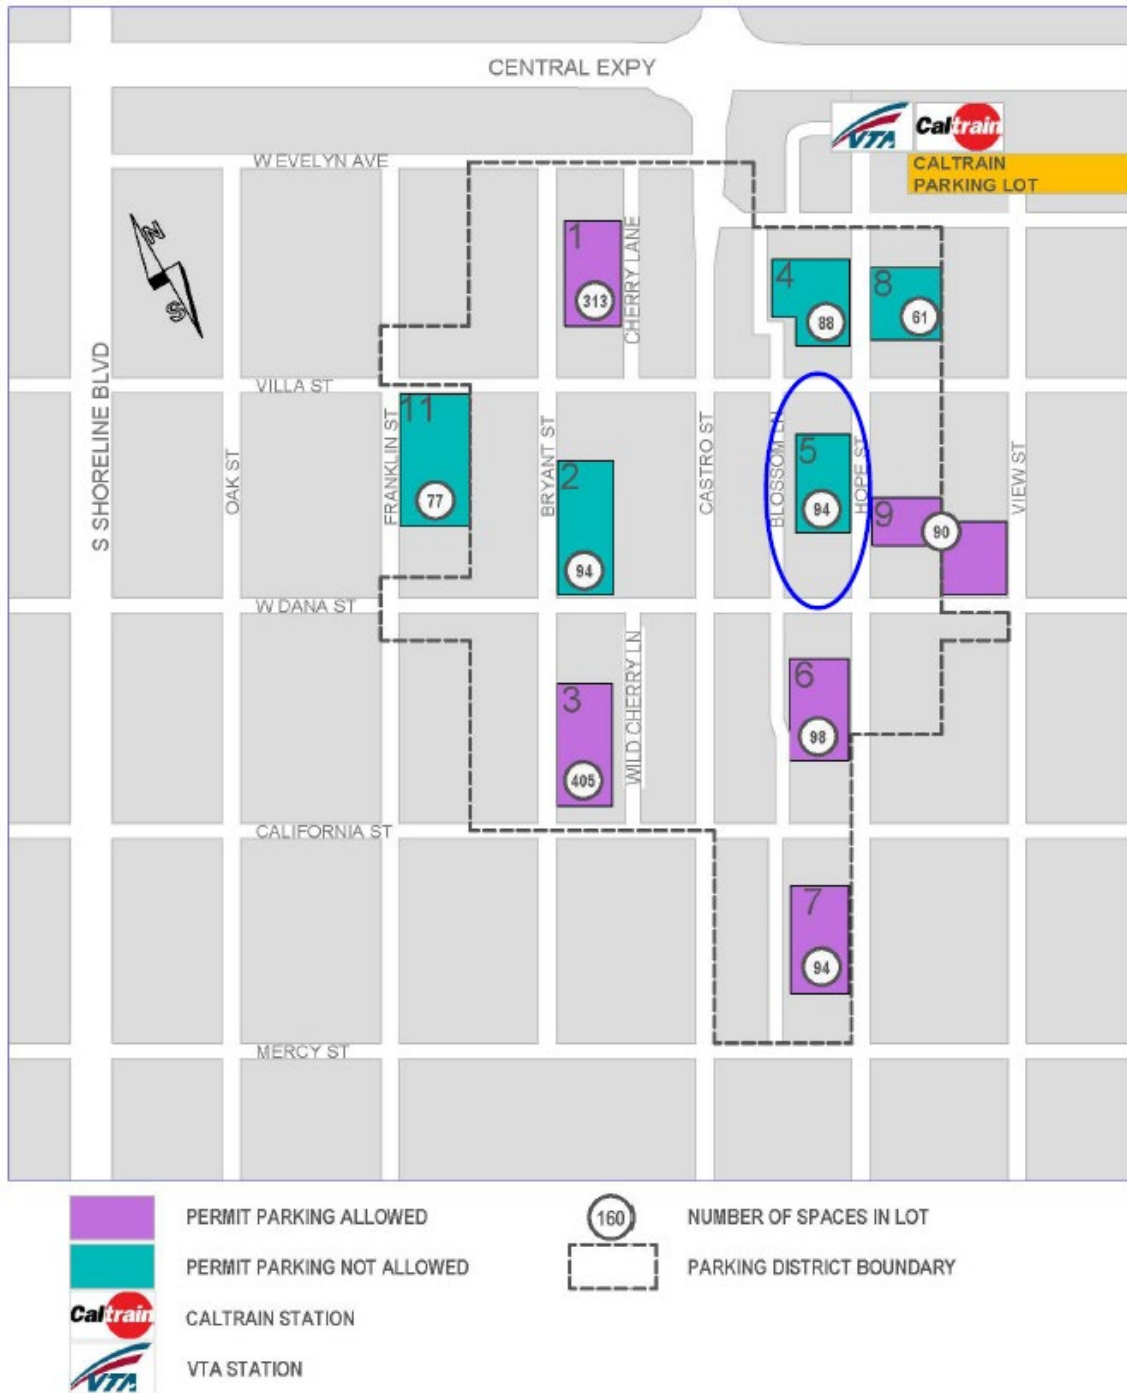 CENTRAL EXPY
VTA
Caltrain
CALTRAIN
PARKING LOT
W EVELYN AVE
N
S
1
313
CHERRY LANE
4
88
8
61
S SHORELINE BLVD
VILLA ST
OAK ST
FRANKLIN ST
11
77
BRYANT ST
2
94
CASTRO ST
BLOSSOM LN
5
94
HOPE ST
9
90
VIEW ST
W DANA ST
3
405
WILD CHERRY LN
6
98
CALIFORNIA ST
7
94
MERCY ST
PERMIT PARKING ALLOWED
160
NUMBER OF SPACES IN LOT
PERMIT PARKING NOT ALLOWED
PARKING DISTRICT BOUNDARY
Caltrain
CALTRAIN STATION
VTA
VTA STATION